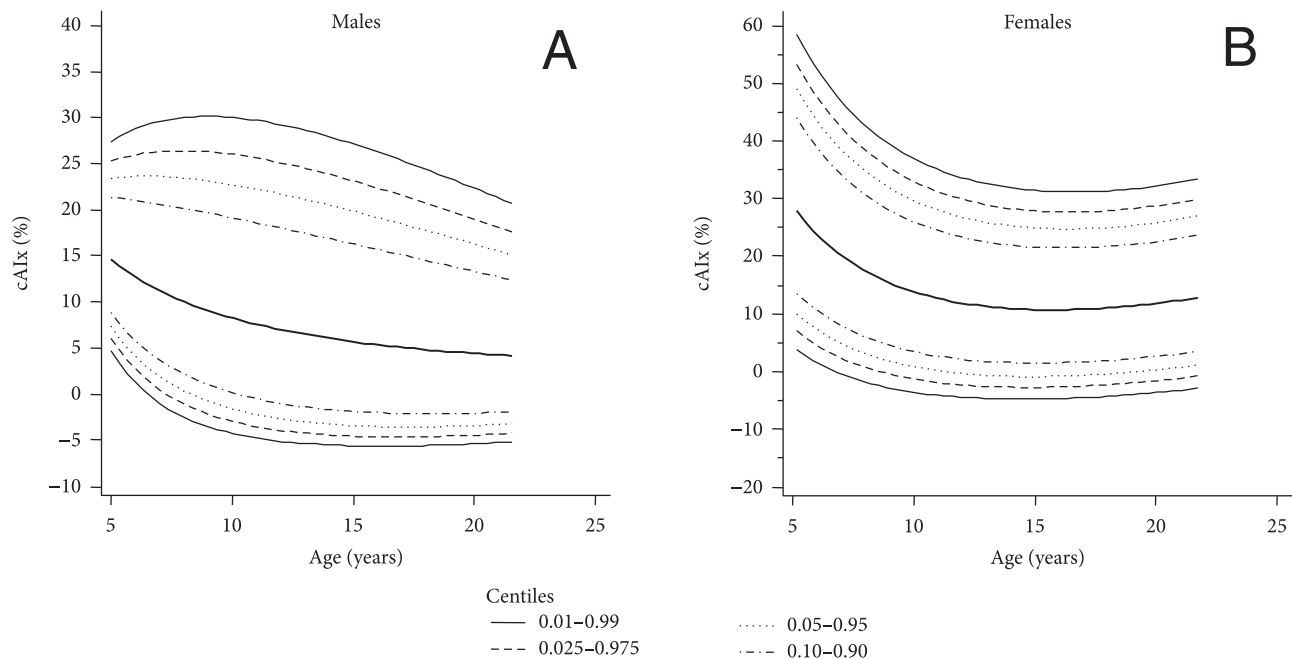 Males
A
40
35
30
25
20
15
10
5
0
−5
−10
cAIx (%)
5 10 15 20 25
Age (years)
Females
B
60
50
40
30
20
10
0
−10
−20
cAIx (%)
5 10 15 20 25
Age (years)
Centiles
0.01–0.99
0.025–0.975
0.05–0.95
0.10–0.90